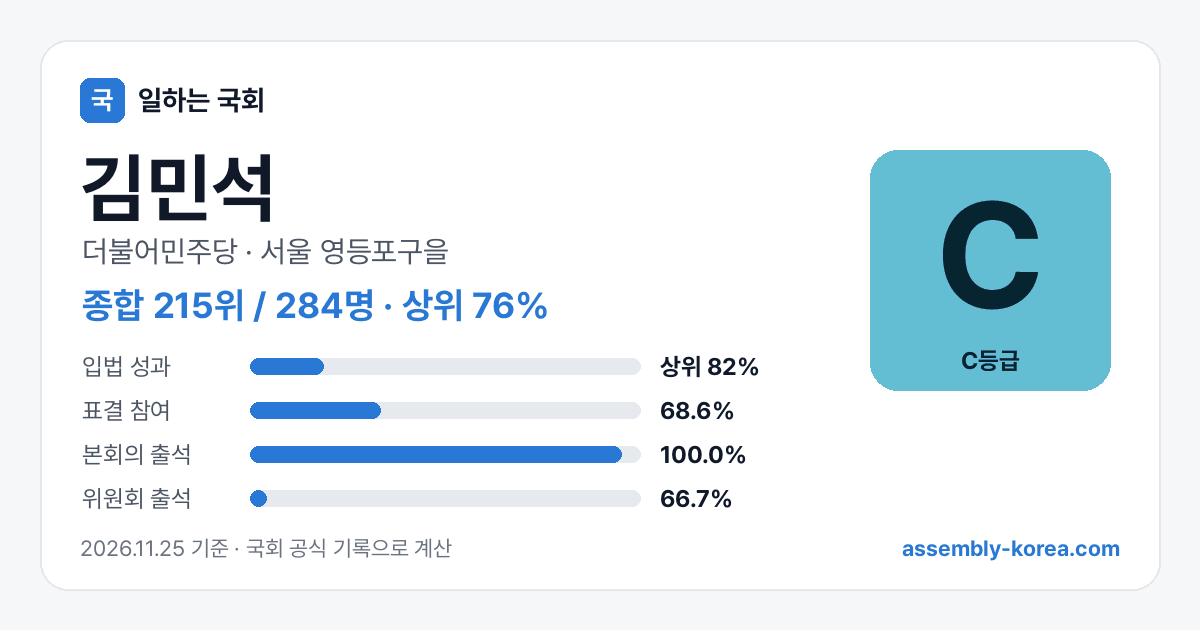 국 일하는 국회
김민석
더불어민주당 · 서울 영등포구을
종합 215위 / 284명 · 상위 76%
C
C등급
입법 성과 상위 82%
표결 참여 68.6%
본회의 출석 100.0%
위원회 출석 66.7%
2026.11.25 기준 · 국회 공식 기록으로 계산
assembly-korea.com